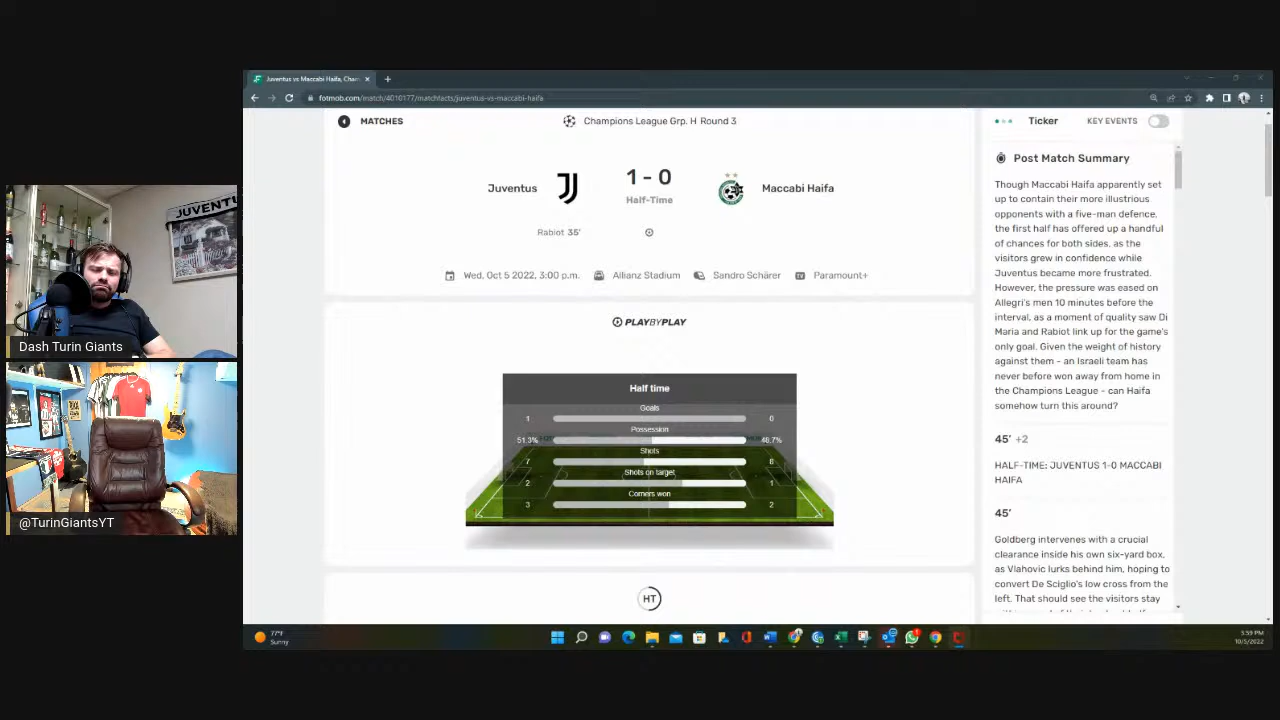 Juventus vs Maccabi Haifa, Cham
fotmob.com/match/4010177/matchfacts/juventus-vs-maccabi-haifa
MATCHES
Champions League Grp. H Round 3
Juventus
1 - 0
Half-Time
Maccabi Haifa
Rabiot 35'
Wed, Oct 5 2022, 3:00 p.m.
Allianz Stadium
Sandro Schärer
Paramount+
PLAYBYPLAY
Half time
Goals
1 0
Possession
51.3% 48.7%
Shots
7 8
Shots on target
2 1
Corners won
3 2
HT
Ticker
KEY EVENTS
Post Match Summary
Though Maccabi Haifa apparently set
up to contain their more illustrious
opponents with a five-man defence,
the first half has offered up a handful
of chances for both sides, as the
visitors grew in confidence while
Juventus became more frustrated.
However, the pressure was eased on
Allegri's men 10 minutes before the
interval, as a moment of quality saw Di
Maria and Rabiot link up for the game's
only goal. Given the weight of history
against them - an Israeli team has
never before won away from home in
the Champions League - can Haifa
somehow turn this around?
45' +2
HALF-TIME: JUVENTUS 1-0 MACCABI
HAIFA
45'
Goldberg intervenes with a crucial
clearance inside his own six-yard box,
as Vlahovic lurks behind him, hoping to
convert De Sciglio's low cross from the
left. That should see the visitors stay
JUVENTUS
Dash Turin Giants
@TurinGiantsYT
77°F
Sunny
3:59 PM
10/5/2022